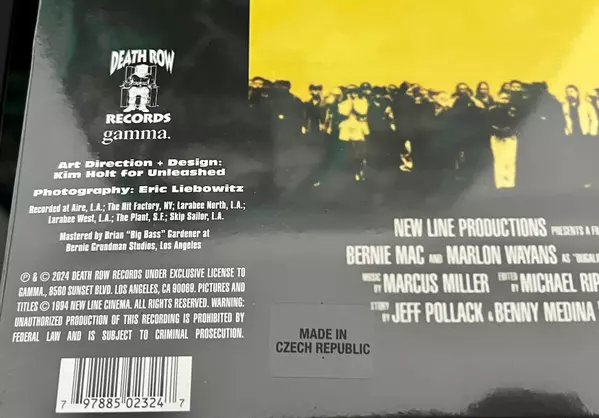 DEATH ROW
RECORDS
gamma.
Art Direction + Design:
Kim Holt for Unleashed
Photography: Eric Liebowitz
Recorded at Aire, L.A.; The Hit Factory, NY; Larabee North, L.A.;
Larabee West, L.A.; The Plant, S.F.; Skip Sailor, L.A.
Mastered by Brian "Big Bass" Gardener at
Bernie Grundman Studios, Los Angeles
℗ & © 2024 DEATH ROW RECORDS UNDER EXCLUSIVE LICENSE TO
GAMMA., 8560 SUNSET BLVD. LOS ANGELES, CA 90069. PICTURES AND
TITLES © 1994 NEW LINE CINEMA. ALL RIGHTS RESERVED. WARNING:
UNAUTHORIZED PRODUCTION OF THIS RECORDING IS PROHIBITED BY
FEDERAL LAW AND IS SUBJECT TO CRIMINAL PROSECUTION.
7 97885 02324 7
NEW LINE PRODUCTIONS PRESENTS A
BERNIE MAC AND MARLON WAYANS AS
MUSIC BY MARCUS MILLER EDITED BY MICHAEL
STORY BY JEFF POLLACK & BENNY MEDINA
MADE IN
CZECH REPUBLIC